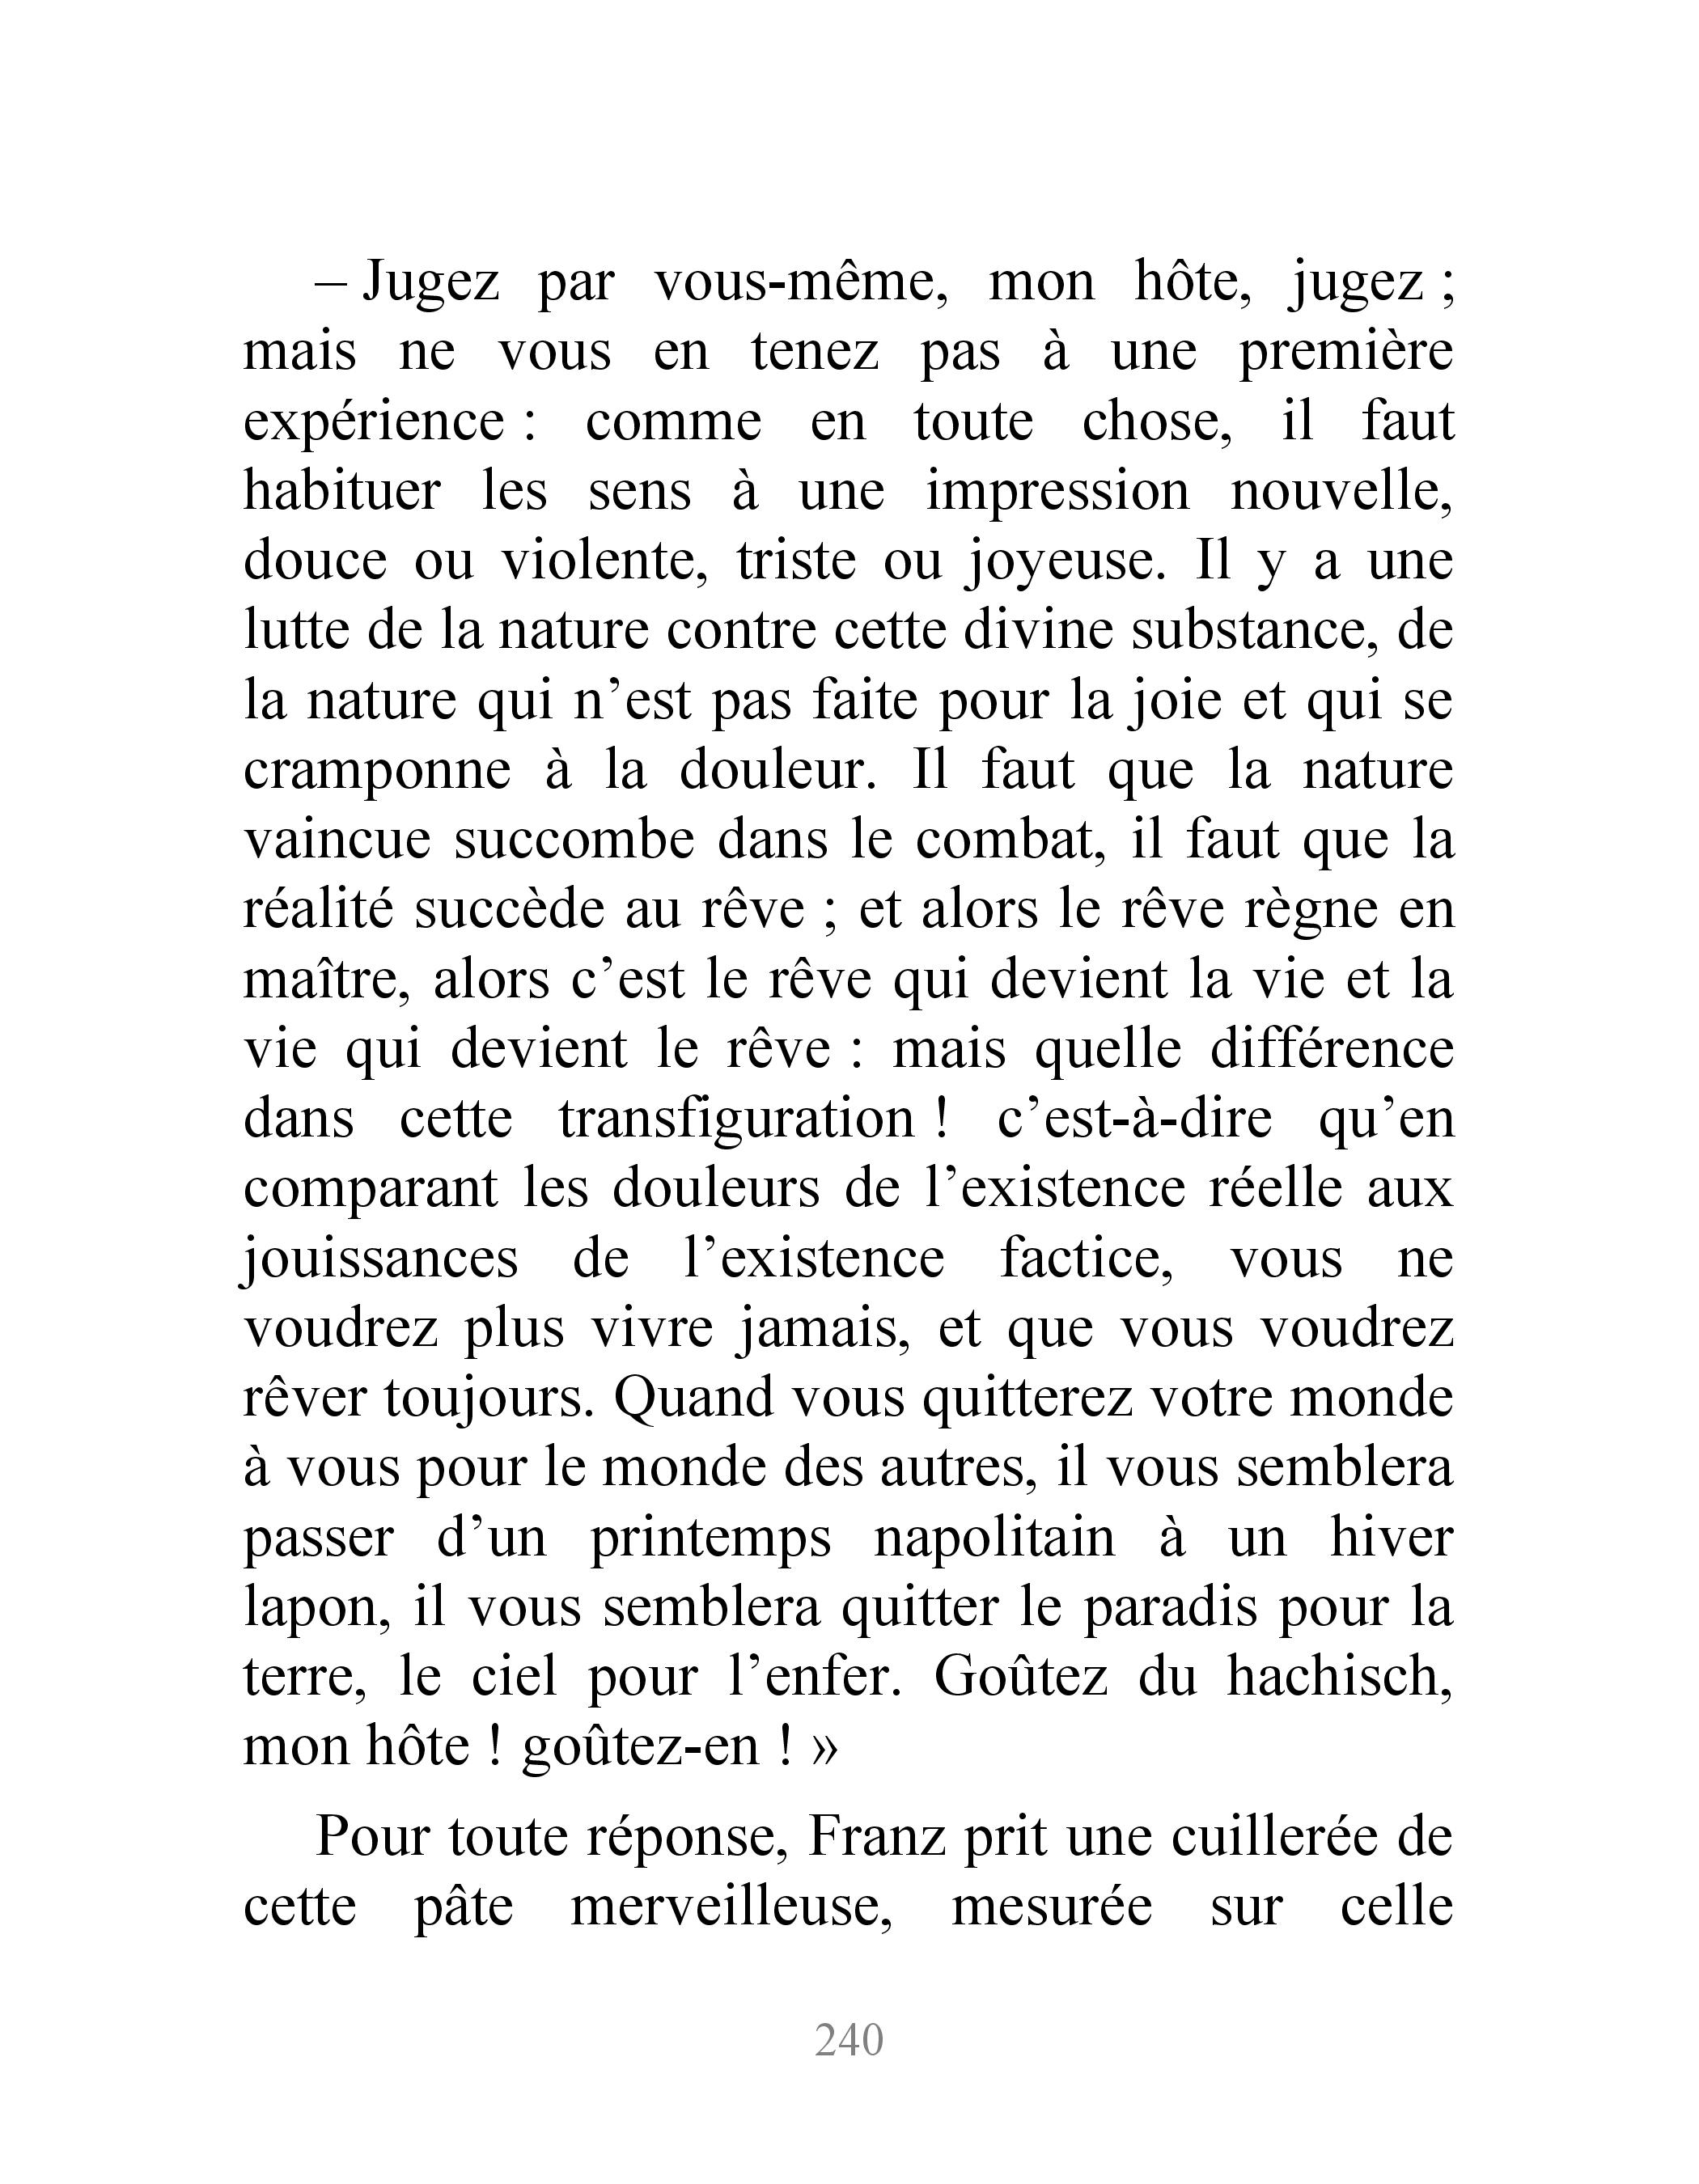 – Jugez par vous-même, mon hôte, jugez ;
mais ne vous en tenez pas à une première
expérience : comme en toute chose, il faut
habituer les sens à une impression nouvelle,
douce ou violente, triste ou joyeuse. Il y a une
lutte de la nature contre cette divine substance, de
la nature qui n’est pas faite pour la joie et qui se
cramponne à la douleur. Il faut que la nature
vaincue succombe dans le combat, il faut que la
réalité succède au rêve ; et alors le rêve règne en
maître, alors c’est le rêve qui devient la vie et la
vie qui devient le rêve : mais quelle différence
dans cette transfiguration ! c’est-à-dire qu’en
comparant les douleurs de l’existence réelle aux
jouissances de l’existence factice, vous ne
voudrez plus vivre jamais, et que vous voudrez
rêver toujours. Quand vous quitterez votre monde
à vous pour le monde des autres, il vous semblera
passer d’un printemps napolitain à un hiver
lapon, il vous semblera quitter le paradis pour la
terre, le ciel pour l’enfer. Goûtez du hachisch,
mon hôte ! goûtez-en ! »
Pour toute réponse, Franz prit une cuillerée de
cette pâte merveilleuse, mesurée sur celle
240